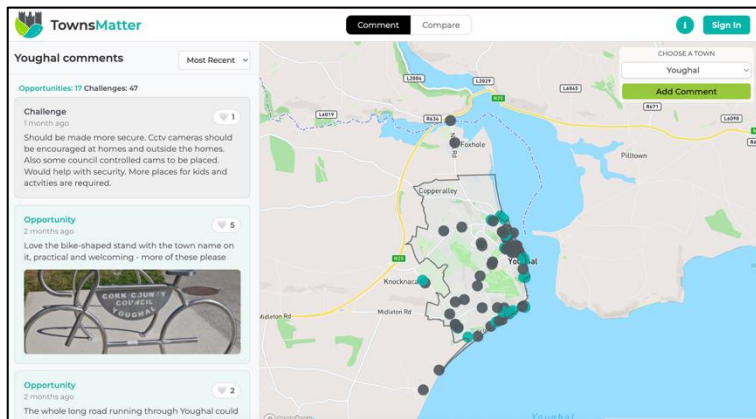 TownsMatter
Comment
Compare
i
Sign In
Youghal comments
Most Recent
Opportunities: 17 Challenges: 47
Challenge
1 month ago
1
Should be made more secure. Cctv cameras should
be encouraged at homes and outside the homes.
Also some council controlled cams to be placed.
Would help with security. More places for kids and
actvities are required.
Opportunity
2 months ago
5
Love the bike-shaped stand with the town name on
it, practical and welcoming - more of these please
CORK COUNTY
COUNCIL
YOUGHAL
Opportunity
2 months ago
2
The whole long road running through Youghal could
CHOOSE A TOWN
Youghal
Add Comment
L2004
L2029
N25
L6065
R671
L4019
R634
Foxhole
L6098
Piltown
Copperalley
Youghal
N25
Knocknaca
Midleton Rd
Midleton Rd
Youghal